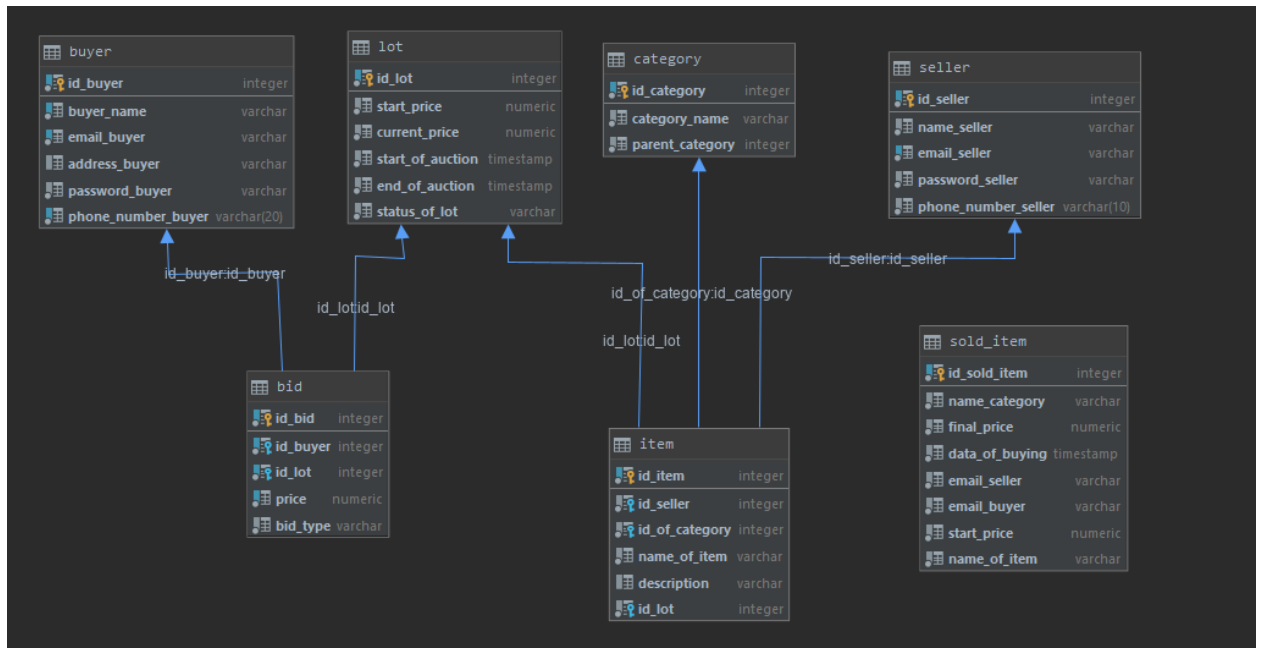 buyer
id_buyer integer
buyer_name varchar
email_buyer varchar
address_buyer varchar
password_buyer varchar
phone_number_buyer varchar(20)
lot
id_lot integer
start_price numeric
current_price numeric
start_of_auction timestamp
end_of_auction timestamp
status_of_lot varchar
category
id_category integer
category_name varchar
parent_category integer
seller
id_seller integer
name_seller varchar
email_seller varchar
password_seller varchar
phone_number_seller varchar(10)
id_buyer:id_buyer
id_lot:id_lot
id_of_category:id_category
id_lot:id_lot
id_seller:id_seller
bid
id_bid integer
id_buyer integer
id_lot integer
price numeric
bid_type varchar
item
id_item integer
id_seller integer
id_of_category integer
name_of_item varchar
description varchar
id_lot integer
sold_item
id_sold_item integer
name_category varchar
final_price numeric
data_of_buying timestamp
email_seller varchar
email_buyer varchar
start_price numeric
name_of_item varchar